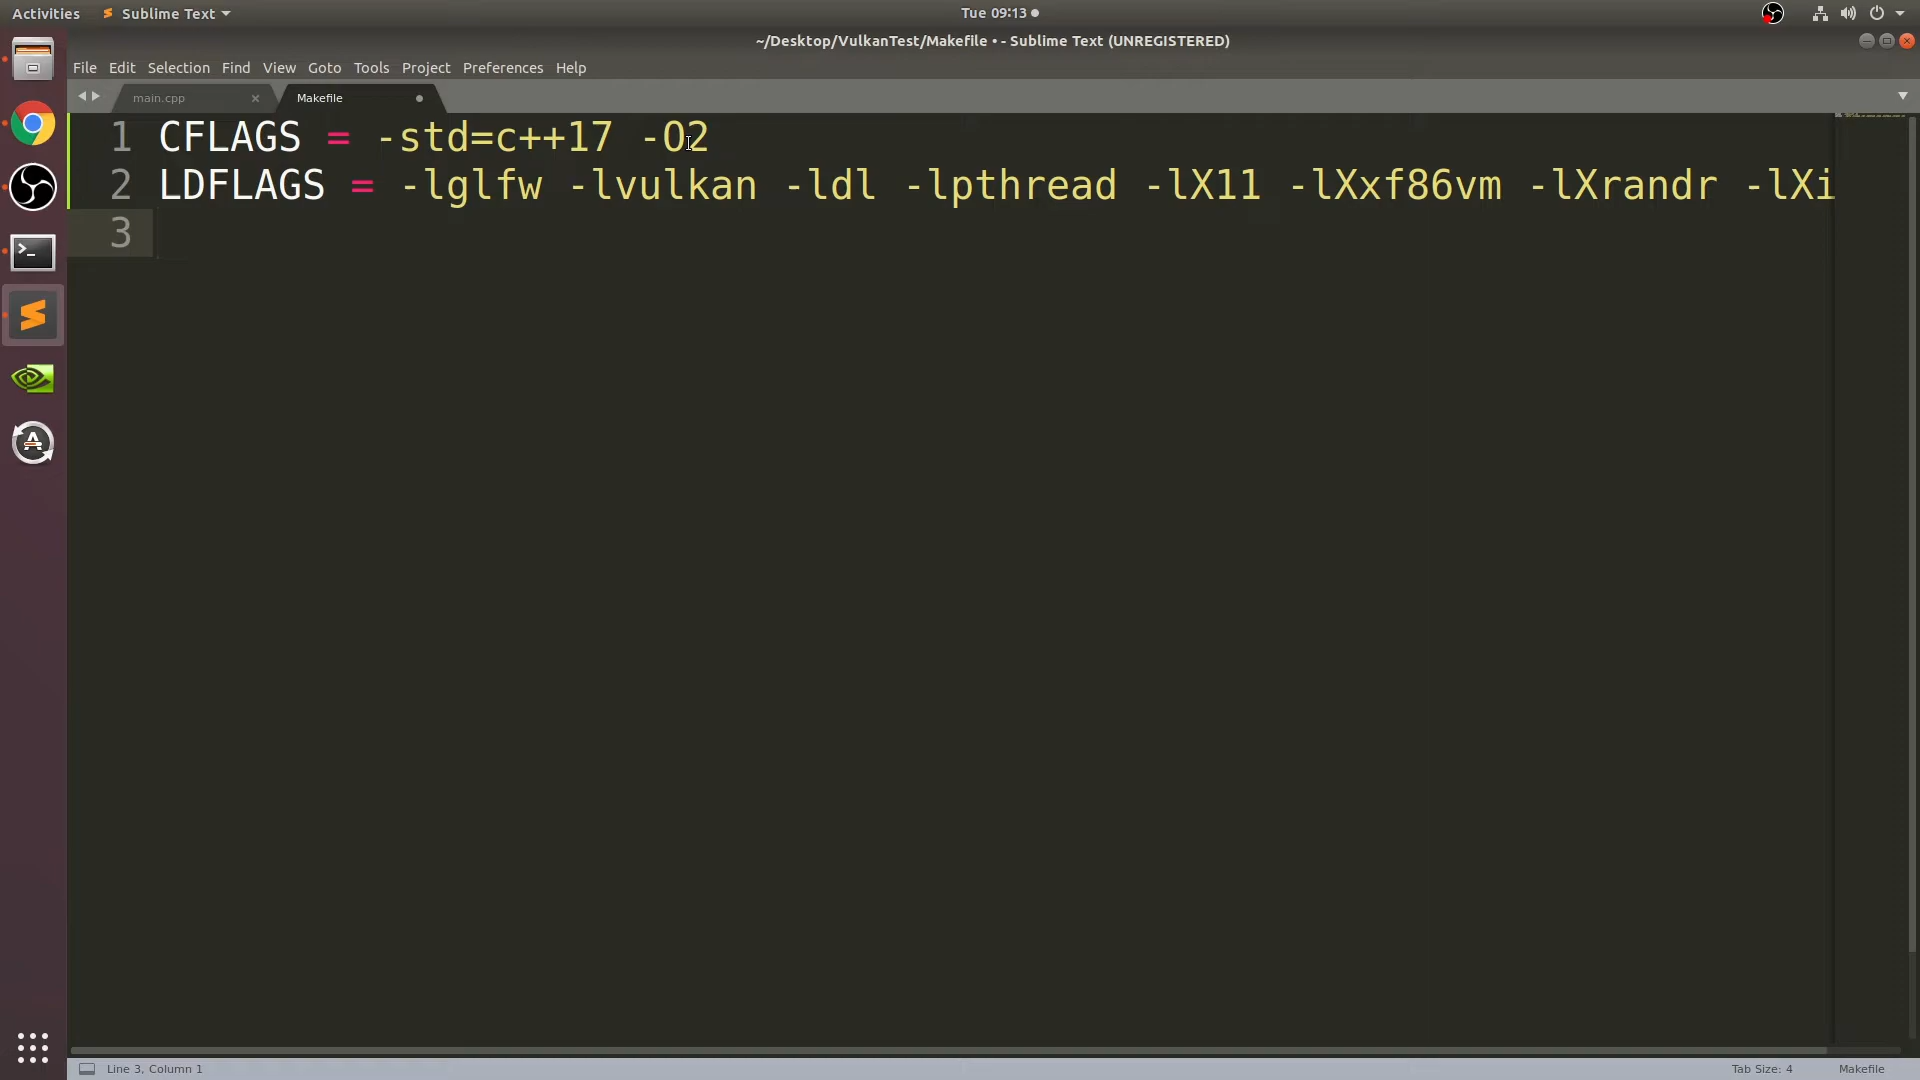 Activities Sublime Text Tue 09:13
~/Desktop/VulkanTest/Makefile • - Sublime Text (UNREGISTERED)
File Edit Selection Find View Goto Tools Project Preferences Help
main.cpp Makefile
1 CFLAGS = -std=c++17 -O2
2 LDFLAGS = -lglfw -lvulkan -ldl -lpthread -lX11 -lXxf86vm -lXrandr -lXi
3
Line 3, Column 1 Tab Size: 4 Makefile